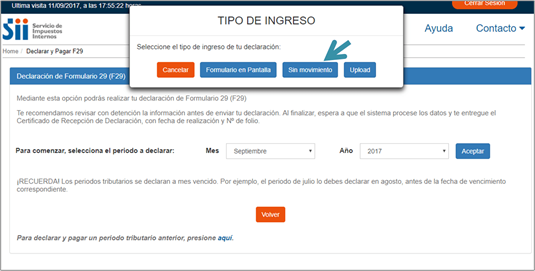 Ultima visita 11/09/2017, a las 17:55:22 horas
Cerrar Sesión
Sii Servicio de
Impuestos
Internos
Ayuda
Contacto
Home / Declarar y Pagar F29
TIPO DE INGRESO
Seleccione el tipo de ingreso de tu declaración:
Cancelar
Formulario en Pantalla
Sin movimiento
Upload
Declaración de Formulario 29 (F29)
Mediante esta opción podrás realizar tu declaración de Formulario 29 (F29)
Te recomendamos revisar con detención la información antes de enviar tu declaración. Al finalizar, espera a que el sistema procese los datos y te entregue el
Certificado de Recepción de Declaración, con fecha de realización y Nº de folio.
Para comenzar, selecciona el periodo a declarar: Mes Septiembre Año 2017 Aceptar
¡RECUERDA! Los periodos tributarios se declaran a mes vencido. Por ejemplo, el periodo de julio lo debes declarar en agosto, antes de la fecha de vencimiento
correspondiente.
Volver
Para declarar y pagar un periodo tributario anterior, presione aquí.